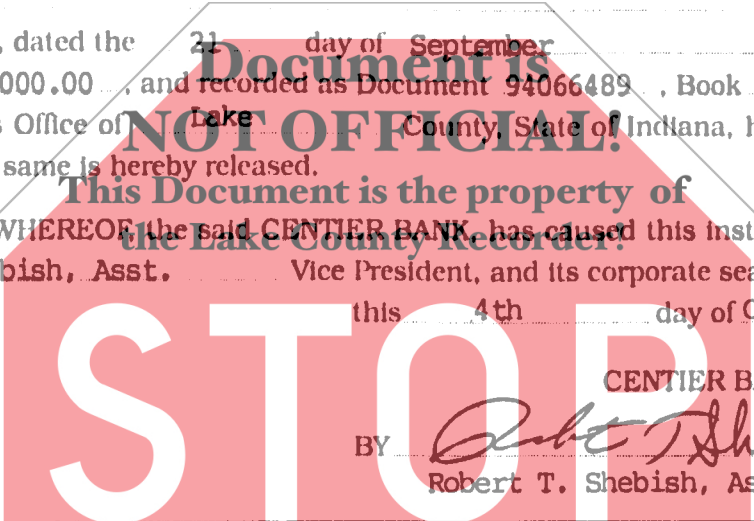 , dated the 21 day of September
000.00 , and recorded as Document 94066489 , Book
s Office of Lake County, State of Indiana, h
same is hereby released.
WHEREOF, the said CENTIER BANK, has caused this inst
bish, Asst. Vice President, and its corporate sea
this 4th day of O
CENTIER B
BY Robert T. Sh
Robert T. Shebish, As
Document is
NOT OFFICIAL!
This Document is the property of
the Lake County Recorder!
STOP